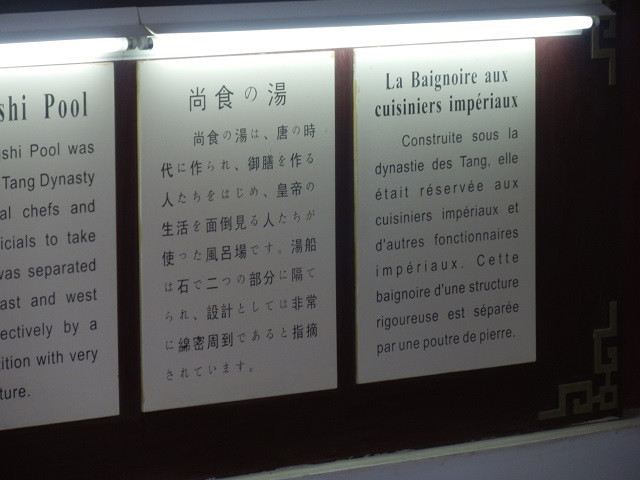 shi Pool
shi Pool was
Tang Dynasty
al chefs and
icials to take
was separated
ast and west
ectively by a
ition with very
ture.
尚食の湯
尚食の湯は、唐の時
代に作られ、御膳を作る
人たちをはじめ、皇帝の
生活を面倒見る人たちが
使った風呂場です。湯船
は石で二つの部分に隔て
られ、設計としては非常
に綿密周到であると指摘
されています。
La Baignoire aux
cuisiniers impériaux
Construite sous la
dynastie des Tang, elle
était réservée aux
cuisiniers impériaux et
d'autres fonctionnaires
impériaux. Cette
baignoire d'une structure
rigoureuse est séparée
par une poutre de pierre.